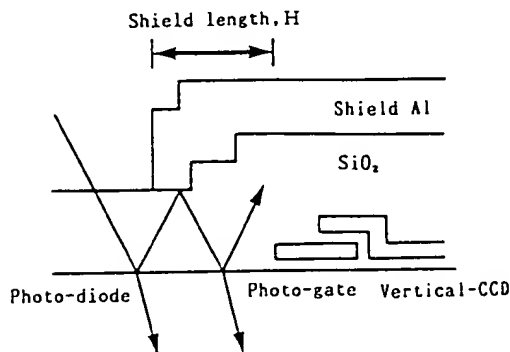 Shield length, H
Shield Al
SiO₂
Photo-diode Photo-gate Vertical-CCD